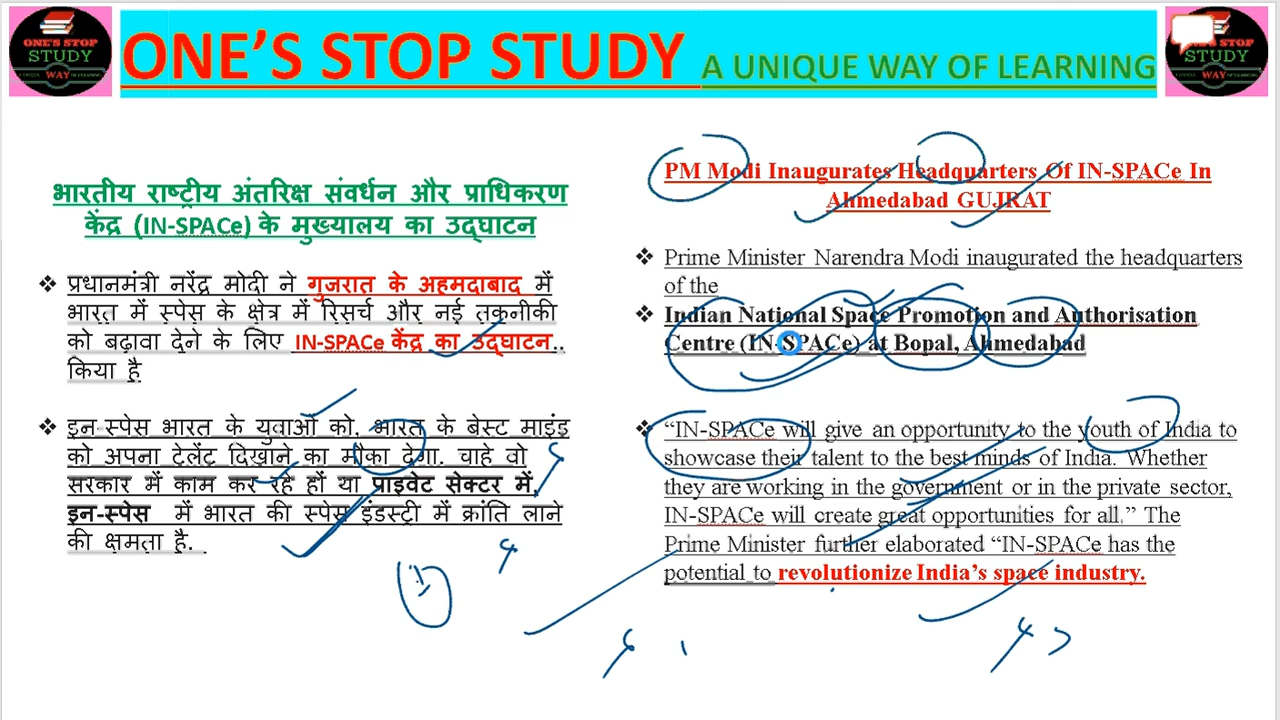 ONE'S STOP STUDY A UNIQUE WAY OF LEARNING
ONE'S STOP
STUDY
WAY
STOP
STUDY
WAY
भारतीय राष्ट्रीय अंतरिक्ष संवर्धन और प्राधिकरण
केंद्र (IN-SPACe) के मुख्यालय का उद्घाटन
❖ प्रधानमंत्री नरेंद्र मोदी ने गुजरात के अहमदाबाद में
भारत में स्पेस के क्षेत्र में रिसर्च और नई तकनीकी
को बढ़ावा देने के लिए IN-SPACe केंद्र का उद्घाटन..
किया है
❖ इन-स्पेस भारत के युवाओं को, भारत के बेस्ट माइंड
को अपना टेलेंट दिखाने का मौका देगा. चाहे वो
सरकार में काम कर रहे हों या प्राइवेट सेक्टर में,
इन-स्पेस में भारत की स्पेस इंडस्ट्री में क्रांति लाने
की क्षमता है.
PM Modi Inaugurates Headquarters Of IN-SPACe In
Ahmedabad GUJRAT
❖ Prime Minister Narendra Modi inaugurated the headquarters
of the
❖ Indian National Space Promotion and Authorisation
Centre (IN-SPACe) at Bopal, Ahmedabad
❖ “IN-SPACe will give an opportunity to the youth of India to
showcase their talent to the best minds of India. Whether
they are working in the government or in the private sector,
IN-SPACe will create great opportunities for all.” The
Prime Minister further elaborated “IN-SPACe has the
potential to revolutionize India’s space industry.